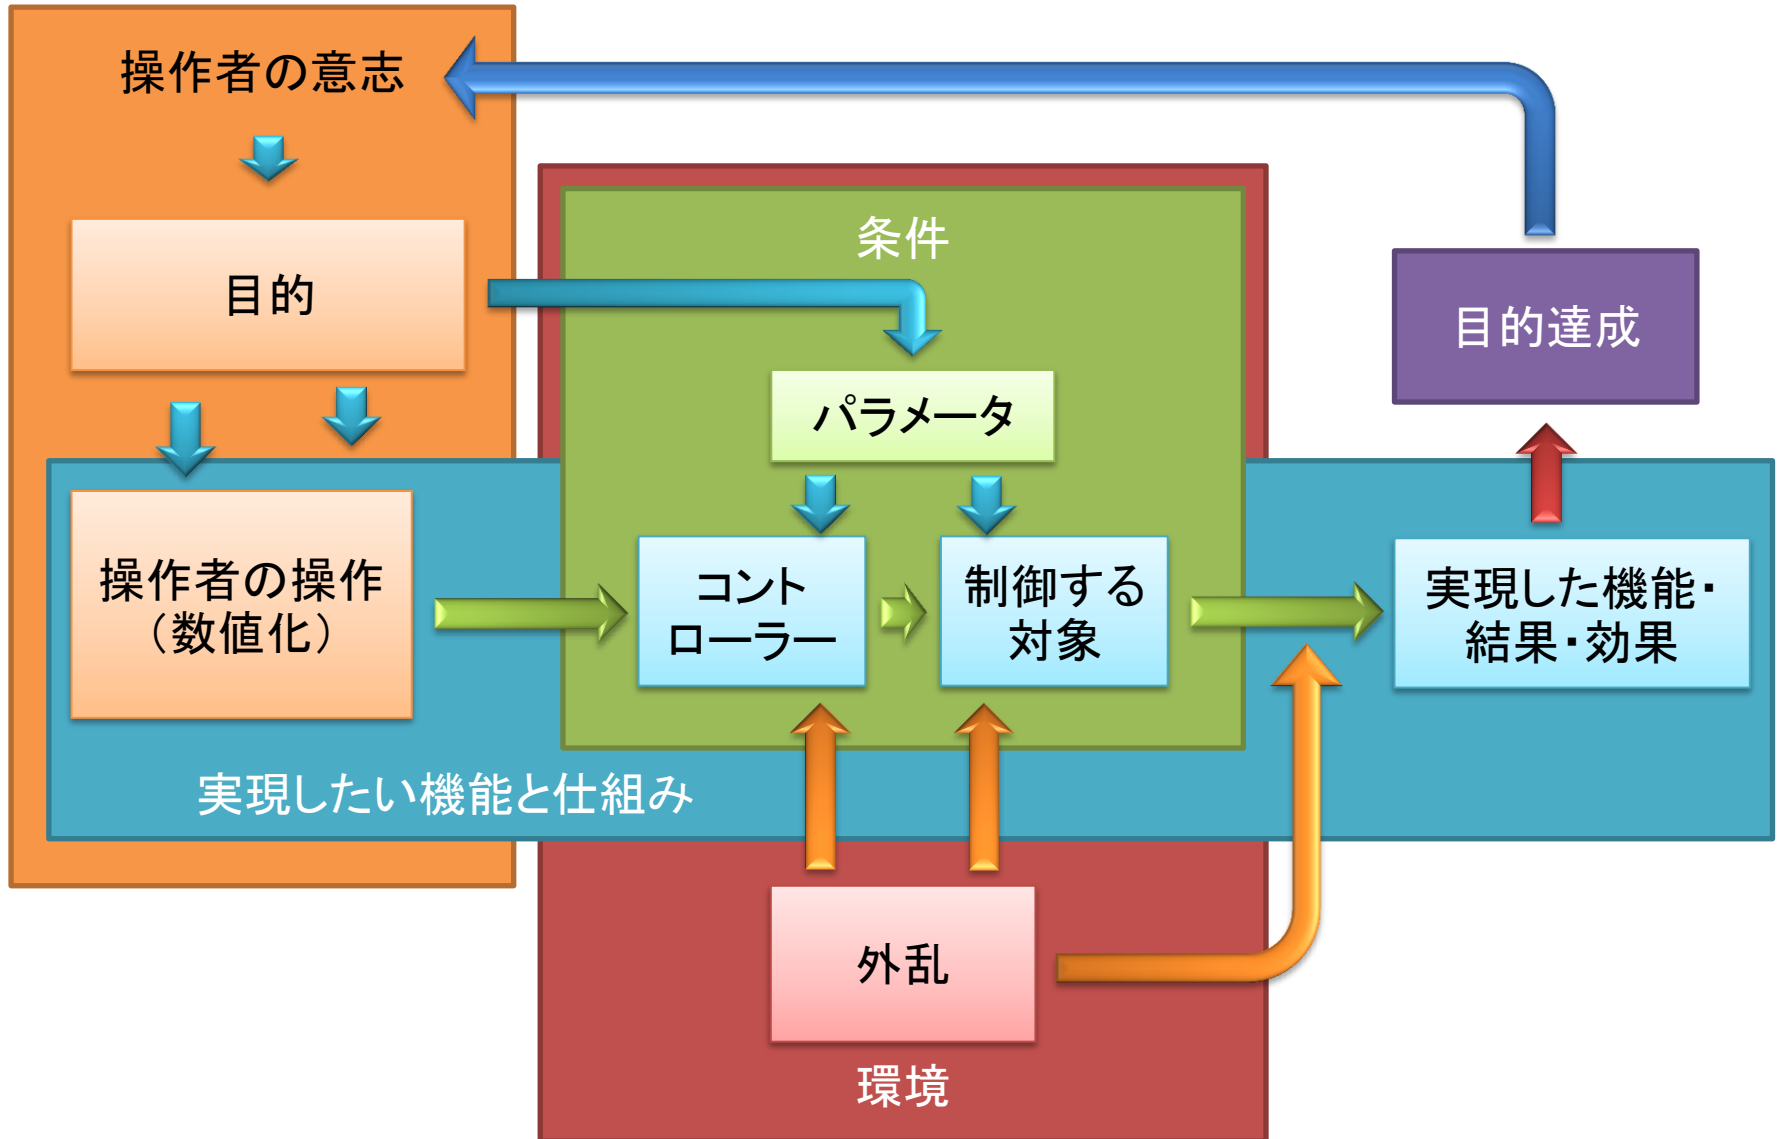 操作者の意志
目的
条件
パラメータ
目的達成
操作者の操作
（数値化）
コント
ローラー
制御する
対象
実現した機能・
結果・効果
実現したい機能と仕組み
外乱
環境